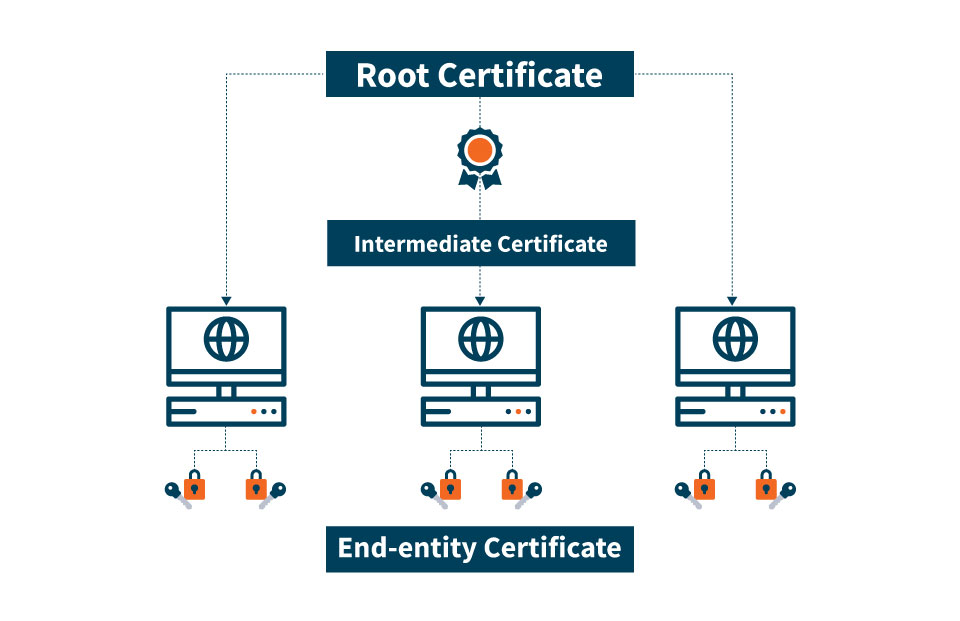 Root Certificate
Intermediate Certificate
End-entity Certificate